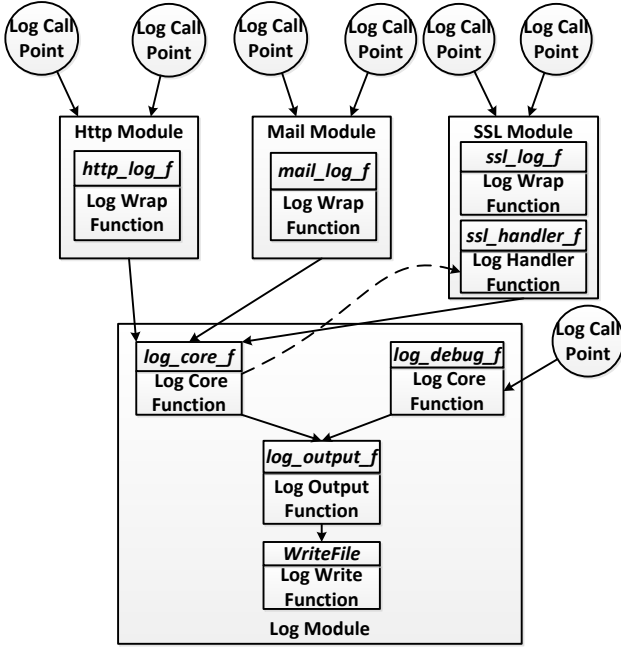 Log Call
Point
Log Call
Point
Log Call
Point
Log Call
Point
Log Call
Point
Log Call
Point
Http Module
http_log_f
Log Wrap
Function
Mail Module
mail_log_f
Log Wrap
Function
SSL Module
ssl_log_f
Log Wrap
Function
ssl_handler_f
Log Handler
Function
log_core_f
Log Core
Function
log_debug_f
Log Core
Function
Log Call
Point
log_output_f
Log Output
Function
WriteFile
Log Write
Function
Log Module